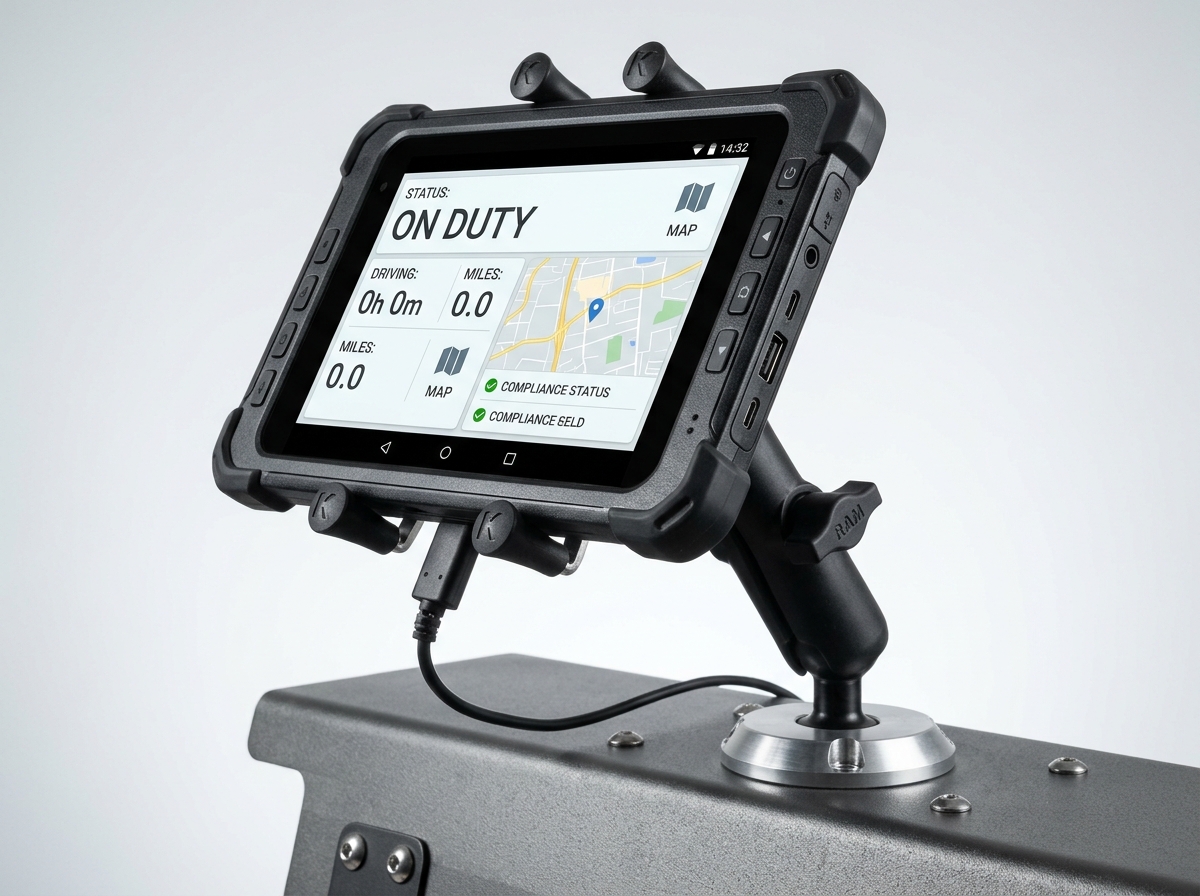 14:32
STATUS:
ON DUTY
MAP
DRIVING:
0h 0m
MILES:
0.0
MILES:
0.0
MAP
COMPLIANCE STATUS
COMPLIANCE GELD
K
K
K
K
RAM